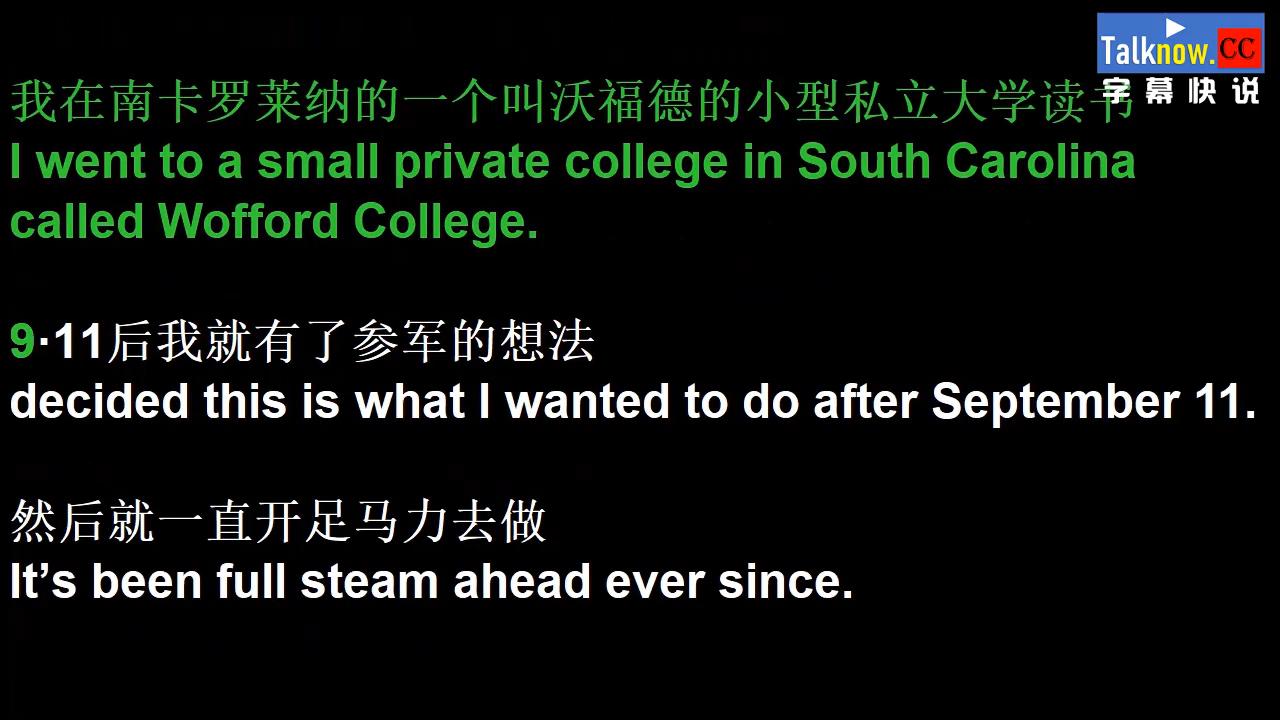 Talknow.CC
字幕快说
我在南卡罗莱纳的一个叫沃福德的小型私立大学读书
I went to a small private college in South Carolina
called Wofford College.
9·11后我就有了参军的想法
decided this is what I wanted to do after September 11.
然后就一直开足马力去做
It’s been full steam ahead ever since.